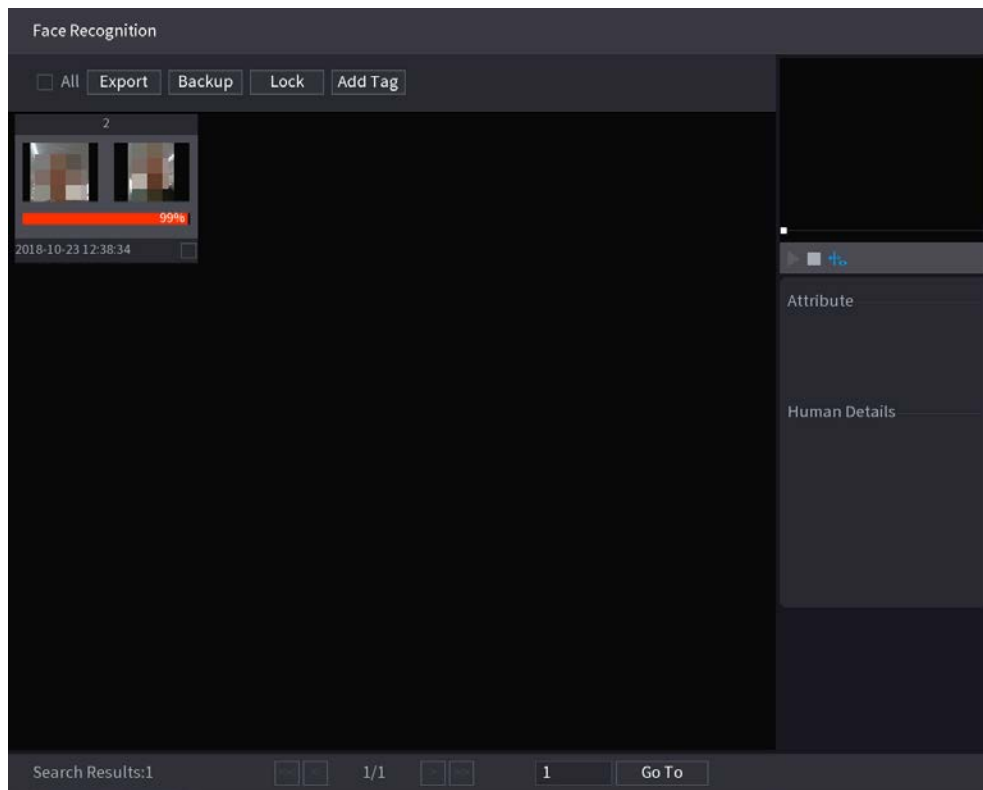 Face Recognition
All Export Backup Lock Add Tag
2
99%
2018-10-23 12:38:34
Attribute
Human Details
Search Results:1 1/1 1 Go To